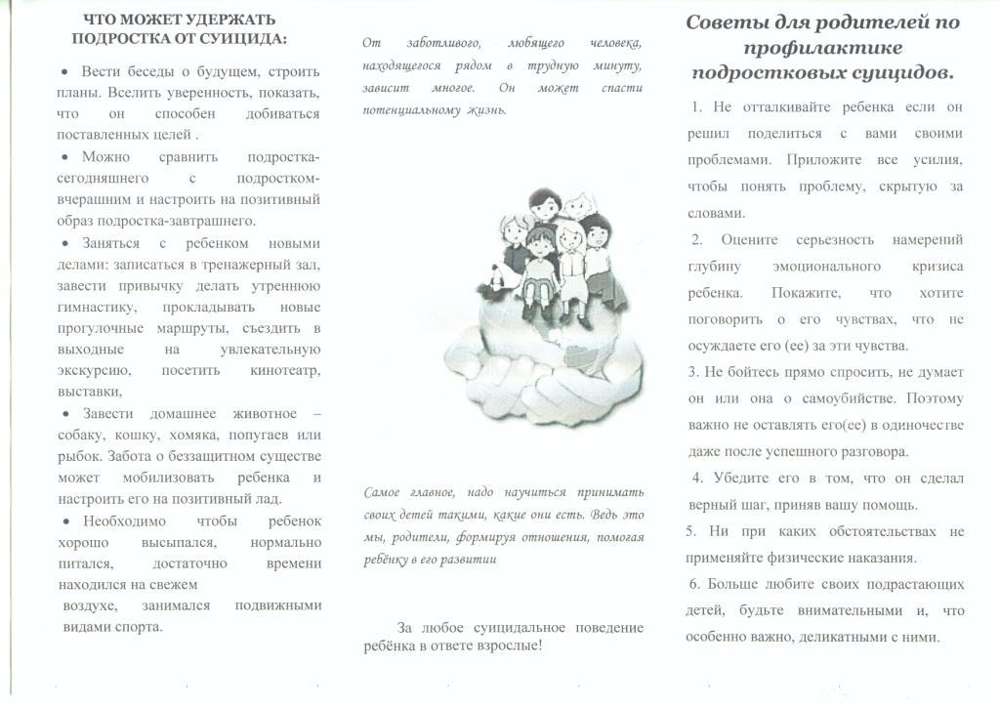 ЧТО МОЖЕТ УДЕРЖАТЬ
ПОДРОСТКА ОТ СУИЦИДА:
• Вести беседы о будущем, строить
планы. Вселить уверенность, показать,
что он способен добиваться
поставленных целей .
• Можно сравнить подростка-
сегодняшнего с подростком-
вчерашним и настроить на позитивный
образ подростка-завтрашнего.
• Заняться с ребенком новыми
делами: записаться в тренажерный зал,
завести привычку делать утреннюю
гимнастику, прокладывать новые
прогулочные маршруты, съездить в
выходные на увлекательную
экскурсию, посетить кинотеатр,
выставки,
• Завести домашнее животное –
собаку, кошку, хомяка, попугаев или
рыбок. Забота о беззащитном существе
может мобилизовать ребенка и
настроить его на позитивный лад.
• Необходимо чтобы ребенок
хорошо высыпался, нормально
питался, достаточно времени
находился на свежем
воздухе, занимался подвижными
видами спорта.
От заботливого, любящего человека,
находящегося рядом в трудную минуту,
зависит многое. Он может спасти
потенциальному жизнь.
Самое главное, надо научиться принимать
своих детей такими, какие они есть. Ведь это
мы, родители, формируя отношения, помогая
ребёнку в его развитии
За любое суицидальное поведение
ребёнка в ответе взрослые!
Советы для родителей по
профилактике
подростковых суицидов.
1. Не отталкивайте ребенка если он
решил поделиться с вами своими
проблемами. Приложите все усилия,
чтобы понять проблему, скрытую за
словами.
2. Оцените серьезность намерений
глубину эмоционального кризиса
ребенка. Покажите, что хотите
поговорить о его чувствах, что не
осуждаете его (ее) за эти чувства.
3. Не бойтесь прямо спросить, не думает
он или она о самоубийстве. Поэтому
важно не оставлять его(ее) в одиночестве
даже после успешного разговора.
4. Убедите его в том, что он сделал
верный шаг, приняв вашу помощь.
5. Ни при каких обстоятельствах не
применяйте физические наказания.
6. Больше любите своих подрастающих
детей, будьте внимательными и, что
особенно важно, деликатными с ними.